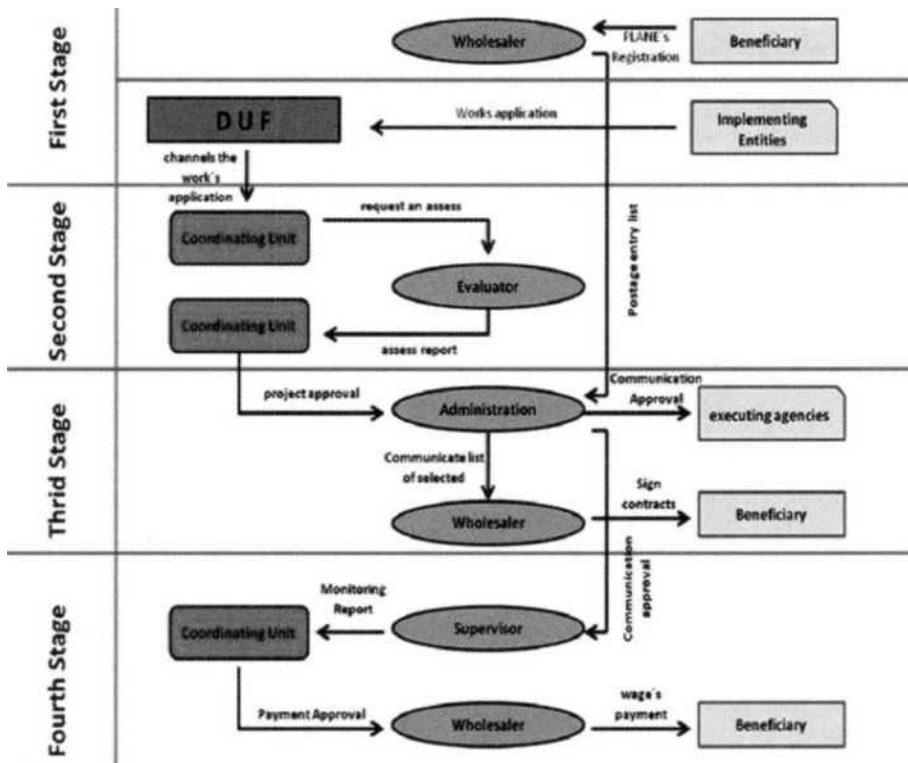 First Stage
Wholesaler
PLANE´s
Registration
Beneficiary
D U F
Works application
Implementing
Entities
channels the
work´s
application
Second Stage
Coordinating Unit
request an assess
Evaluator
Postage entry list
Coordinating Unit
assess report
Thrid Stage
project approval
Administration
Communication
Approval
executing agencies
Communicate list
of selected
Wholesaler
Sign
contracts
Beneficiary
Communication
approval
Fourth Stage
Coordinating Unit
Monitoring
Report
Supervisor
Payment Approval
Wholesaler
wage´s
payment
Beneficiary